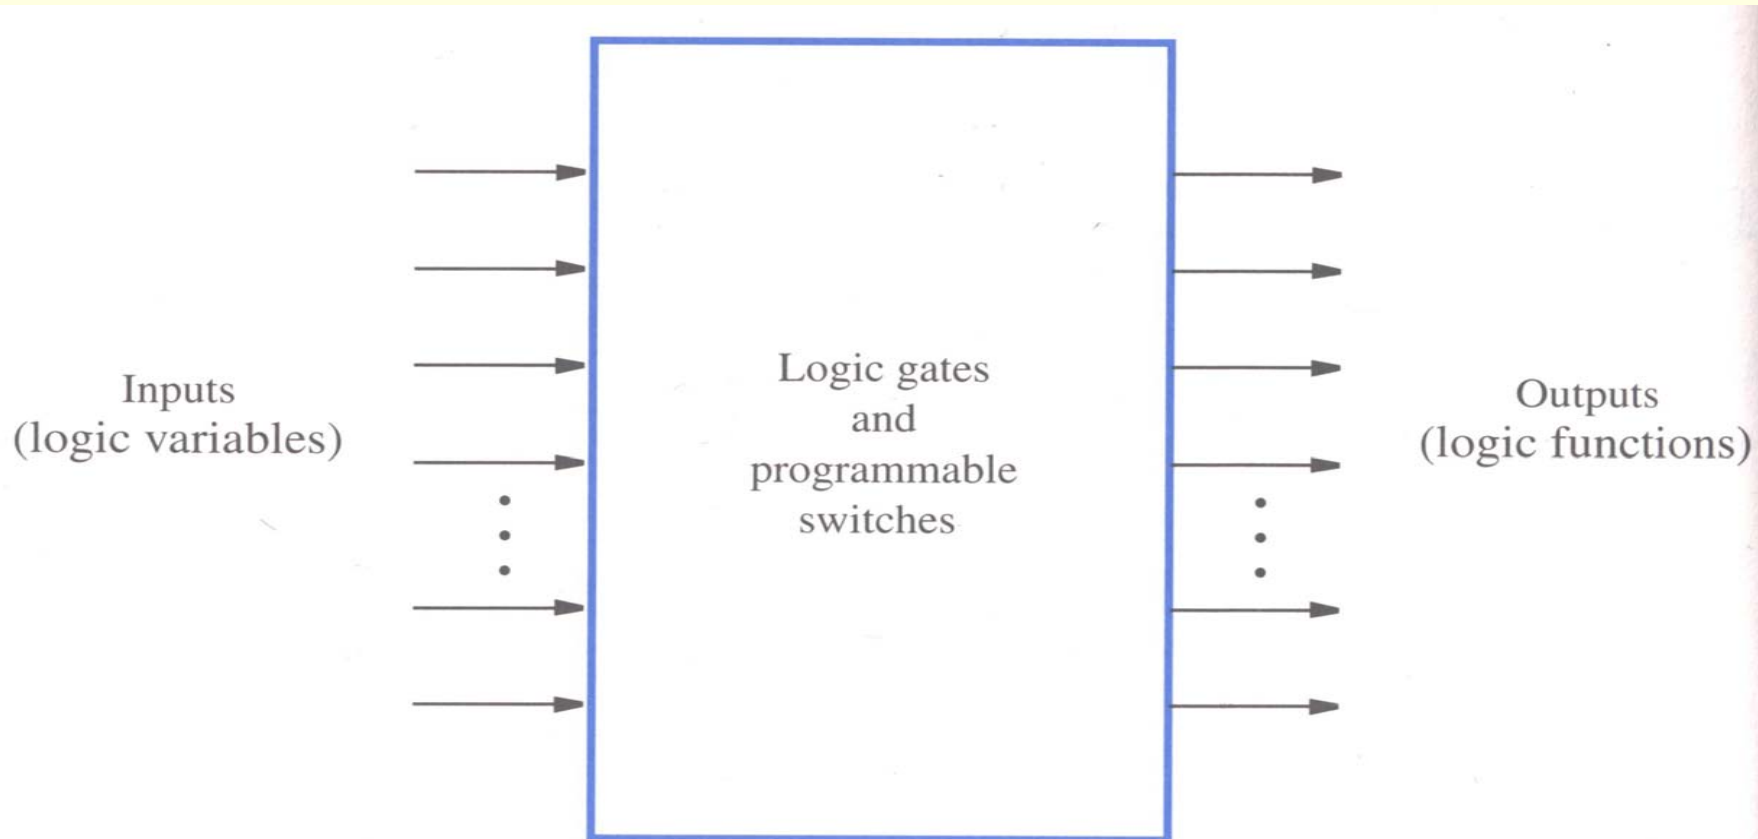 Inputs
(logic variables)
Logic gates
and
programmable
switches
Outputs
(logic functions)